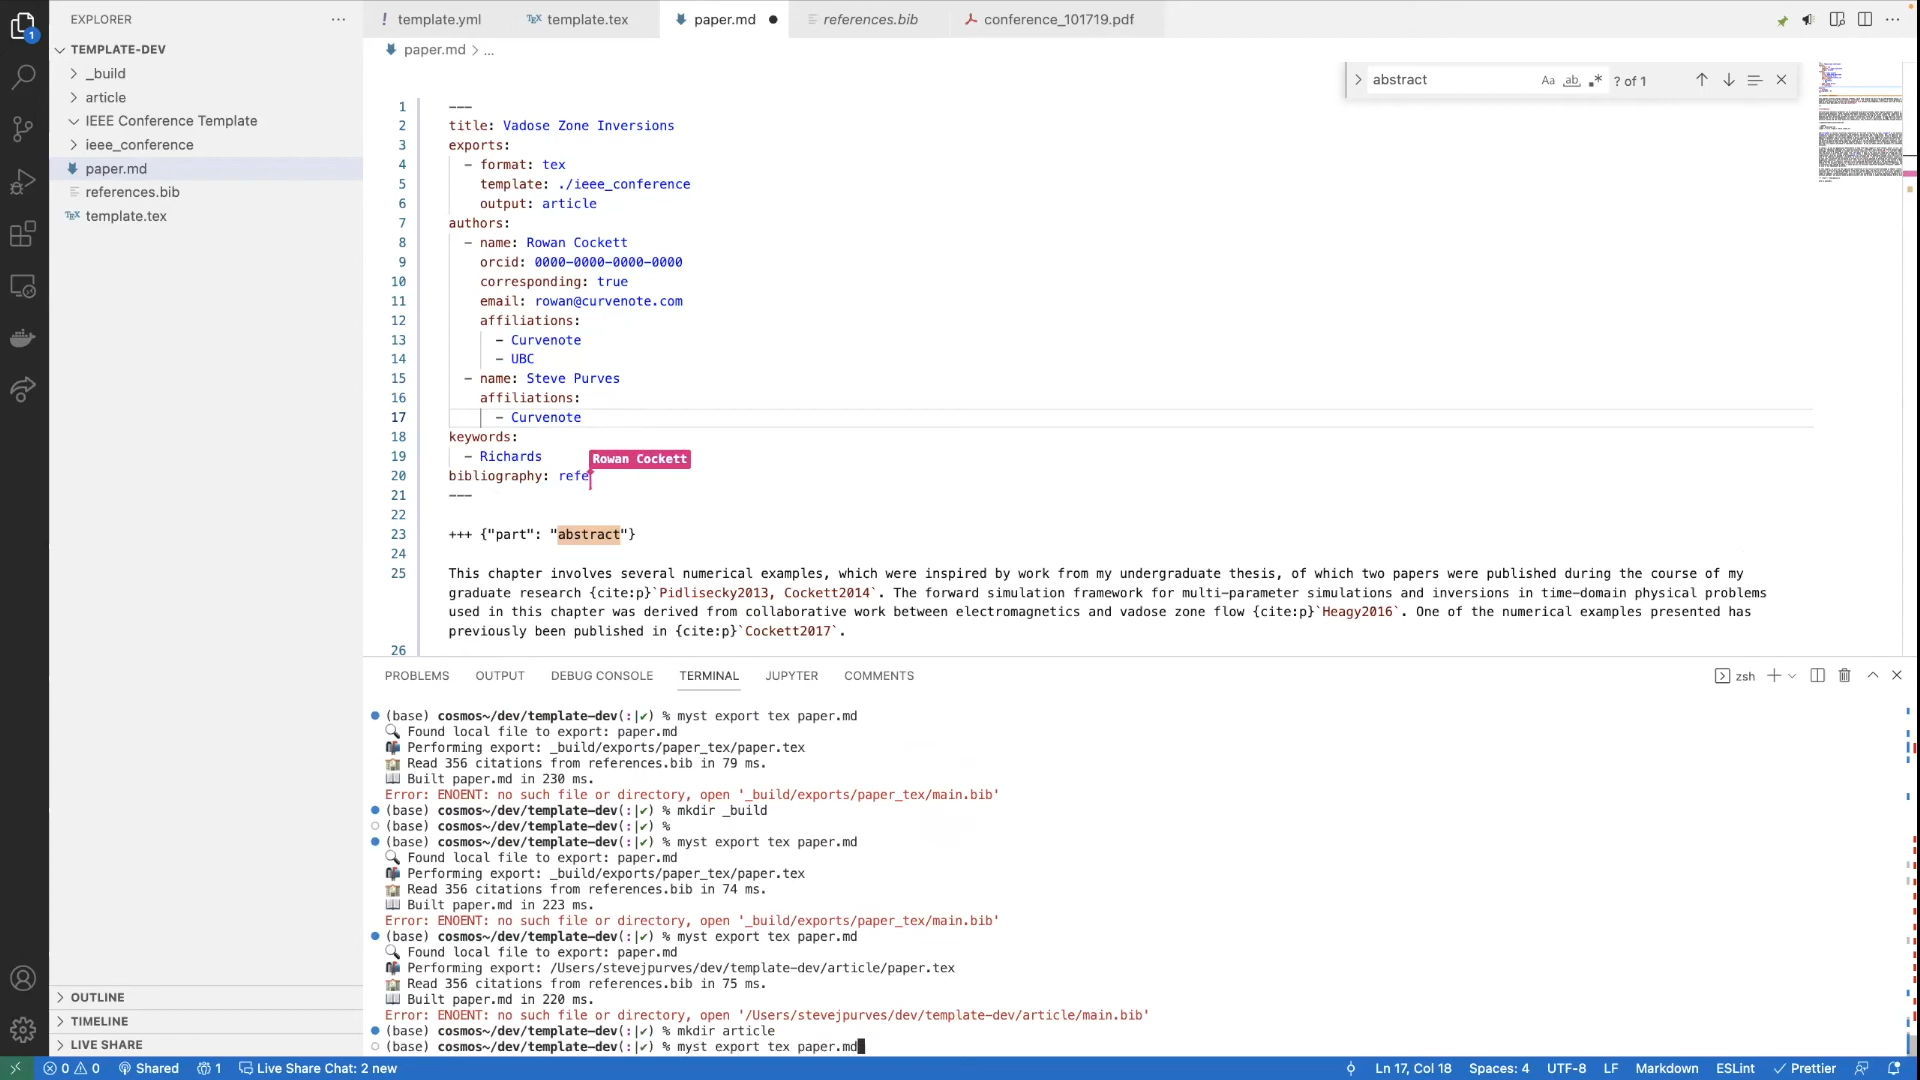 EXPLORER
template.yml
TEX template.tex
paper.md
references.bib
conference_101719.pdf
1
TEMPLATE-DEV
paper.md > ...
_build
article
IEEE Conference Template
ieee_conference
paper.md
references.bib
TEX template.tex
abstract
Aa ab .* ? of 1
1 ---
2 title: Vadose Zone Inversions
3 exports:
4 - format: tex
5 template: ./ieee_conference
6 output: article
7 authors:
8 - name: Rowan Cockett
9 orcid: 0000-0000-0000-0000
10 corresponding: true
11 email: rowan@curvenote.com
12 affiliations:
13 - Curvenote
14 - UBC
15 - name: Steve Purves
16 affiliations:
17 - Curvenote
18 keywords:
19 - Richards
Rowan Cockett
20 bibliography: refe
21 ---
22
23 +++ {"part": "abstract"}
24
25 This chapter involves several numerical examples, which were inspired by work from my undergraduate thesis, of which two papers were published during the course of my
graduate research {cite:p}`Pidlisecky2013, Cockett2014`. The forward simulation framework for multi-parameter simulations and inversions in time-domain physical problems
used in this chapter was derived from collaborative work between electromagnetics and vadose zone flow {cite:p}`Heagy2016`. One of the numerical examples presented has
previously been published in {cite:p}`Cockett2017`.
26
PROBLEMS OUTPUT DEBUG CONSOLE TERMINAL JUPYTER COMMENTS
zsh
(base) cosmos~/dev/template-dev(:|✔) % myst export tex paper.md
Found local file to export: paper.md
Performing export: _build/exports/paper_tex/paper.tex
Read 356 citations from references.bib in 79 ms.
Built paper.md in 230 ms.
Error: ENOENT: no such file or directory, open '_build/exports/paper_tex/main.bib'
(base) cosmos~/dev/template-dev(:|✔) % mkdir _build
(base) cosmos~/dev/template-dev(:|✔) %
(base) cosmos~/dev/template-dev(:|✔) % myst export tex paper.md
Found local file to export: paper.md
Performing export: _build/exports/paper_tex/paper.tex
Read 356 citations from references.bib in 74 ms.
Built paper.md in 223 ms.
Error: ENOENT: no such file or directory, open '_build/exports/paper_tex/main.bib'
(base) cosmos~/dev/template-dev(:|✔) % myst export tex paper.md
Found local file to export: paper.md
Performing export: /Users/stevejpurves/dev/template-dev/article/paper.tex
Read 356 citations from references.bib in 75 ms.
Built paper.md in 220 ms.
Error: ENOENT: no such file or directory, open '/Users/stevejpurves/dev/template-dev/article/main.bib'
(base) cosmos~/dev/template-dev(:|✔) % mkdir article
(base) cosmos~/dev/template-dev(:|✔) % myst export tex paper.md
OUTLINE
TIMELINE
LIVE SHARE
0 0 Shared 1 Live Share Chat: 2 new
Ln 17, Col 18 Spaces: 4 UTF-8 LF Markdown ESLint Prettier